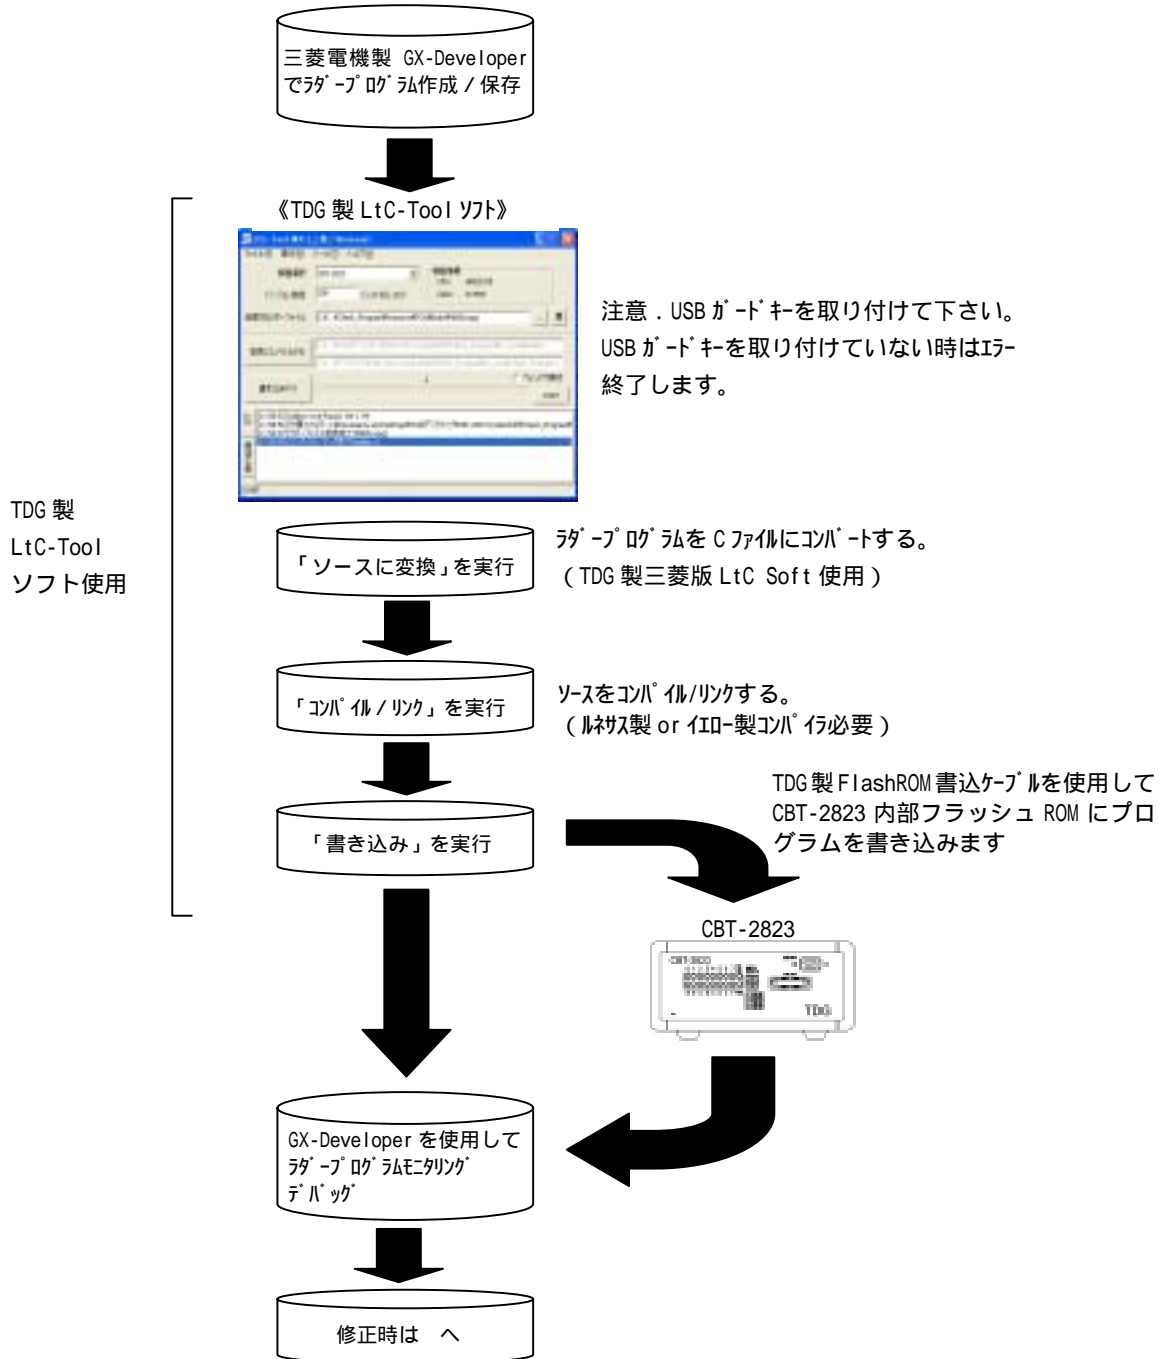 三菱電機製 GX-Developer
でﾗﾀﾞｰﾌﾟﾛｸﾞﾗﾑ作成 / 保存
《TDG 製 LtC-Tool ｿﾌﾄ》
注意．USB ｶﾞｰﾄﾞｷｰを取り付けて下さい。
USB ｶﾞｰﾄﾞｷｰを取り付けていない時はｴﾗｰ
終了します。
TDG 製
LtC-Tool
ソフト使用
「ソースに変換」を実行
ﾗﾀﾞｰﾌﾟﾛｸﾞﾗﾑを C ﾌｧｲﾙにｺﾝﾊﾞｰﾄする。
（TDG 製三菱版 LtC Soft 使用）
「ｺﾝﾊﾟｲﾙ / ﾘﾝｸ」を実行
ｿｰｽをｺﾝﾊﾟｲﾙ/ﾘﾝｸする。
（ﾙﾈｻｽ製 or ｲｴﾛｰ製ｺﾝﾊﾟｲﾗ必要）
「書き込み」を実行
TDG 製 FlashROM 書込ｹｰﾌﾞﾙを使用して
CBT-2823 内部フラッシュ ROM にプロ
グラムを書き込みます
CBT-2823
CBT-2823
TDG
GX-Developer を使用して
ﾗﾀﾞｰﾌﾟﾛｸﾞﾗﾑﾓﾆﾀﾘﾝｸﾞ
ﾃﾞﾊﾞｯｸﾞ
修正時は　へ